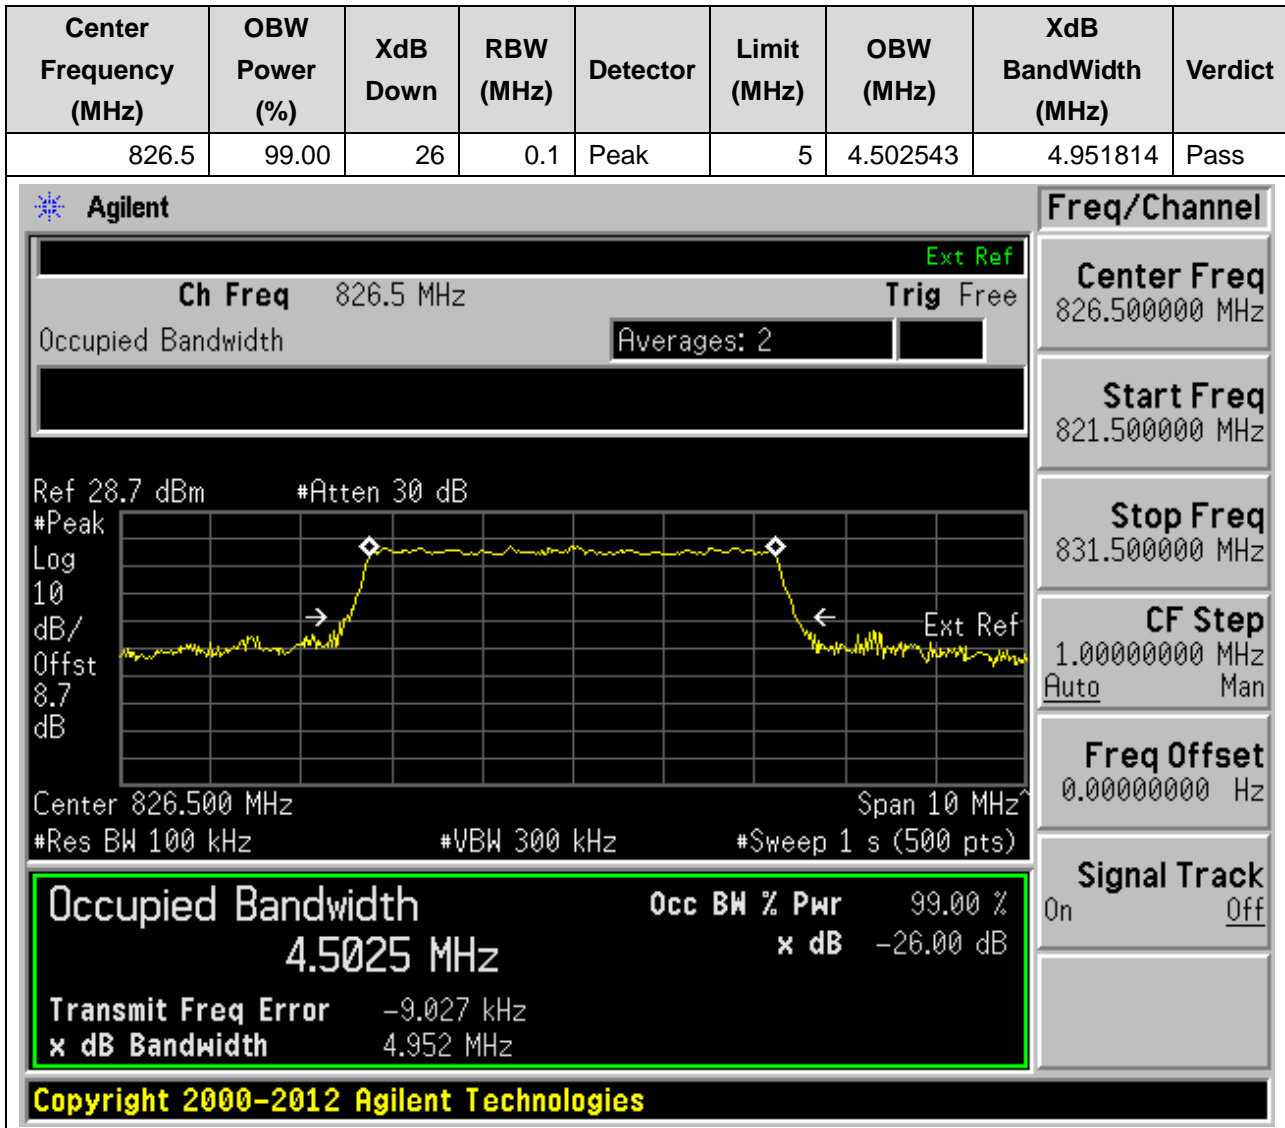 Center Frequency (MHz) OBW Power (%) XdB Down RBW (MHz) Detector Limit (MHz) OBW (MHz) XdB BandWidth (MHz) Verdict
826.5 99.00 26 0.1 Peak 5 4.502543 4.951814 Pass
Agilent
Freq/Channel
Ext Ref
Ch Freq 826.5 MHz Trig Free
Occupied Bandwidth Averages: 2
Ref 28.7 dBm #Atten 30 dB
#Peak
Log
10
dB/
Offst
8.7
dB
Ext Ref
Center 826.500 MHz Span 10 MHz^
#Res BW 100 kHz #VBW 300 kHz #Sweep 1 s (500 pts)
Occupied Bandwidth Occ BW % Pwr 99.00 %
4.5025 MHz x dB -26.00 dB
Transmit Freq Error -9.027 kHz
x dB Bandwidth 4.952 MHz
Center Freq
826.500000 MHz
Start Freq
821.500000 MHz
Stop Freq
831.500000 MHz
CF Step
1.00000000 MHz
Auto Man
Freq Offset
0.00000000 Hz
Signal Track
On Off
Copyright 2000-2012 Agilent Technologies